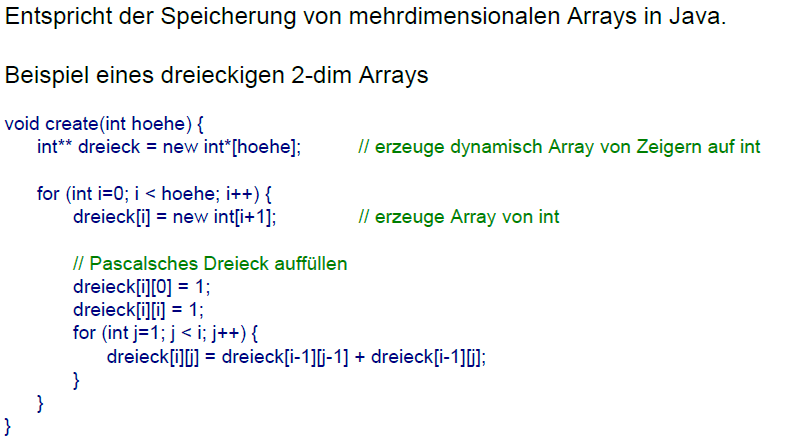 Entspricht der Speicherung von mehrdimensionalen Arrays in Java.
Beispiel eines dreieckigen 2-dim Arrays
void create(int hoehe) {
    int** dreieck = new int*[hoehe];          // erzeuge dynamisch Array von Zeigern auf int
    for (int i=0; i < hoehe; i++) {
        dreieck[i] = new int[i+1];            // erzeuge Array von int
        // Pascalsches Dreieck auffüllen
        dreieck[i][0] = 1;
        dreieck[i][i] = 1;
        for (int j=1; j < i; j++) {
            dreieck[i][j] = dreieck[i-1][j-1] + dreieck[i-1][j];
        }
    }
}